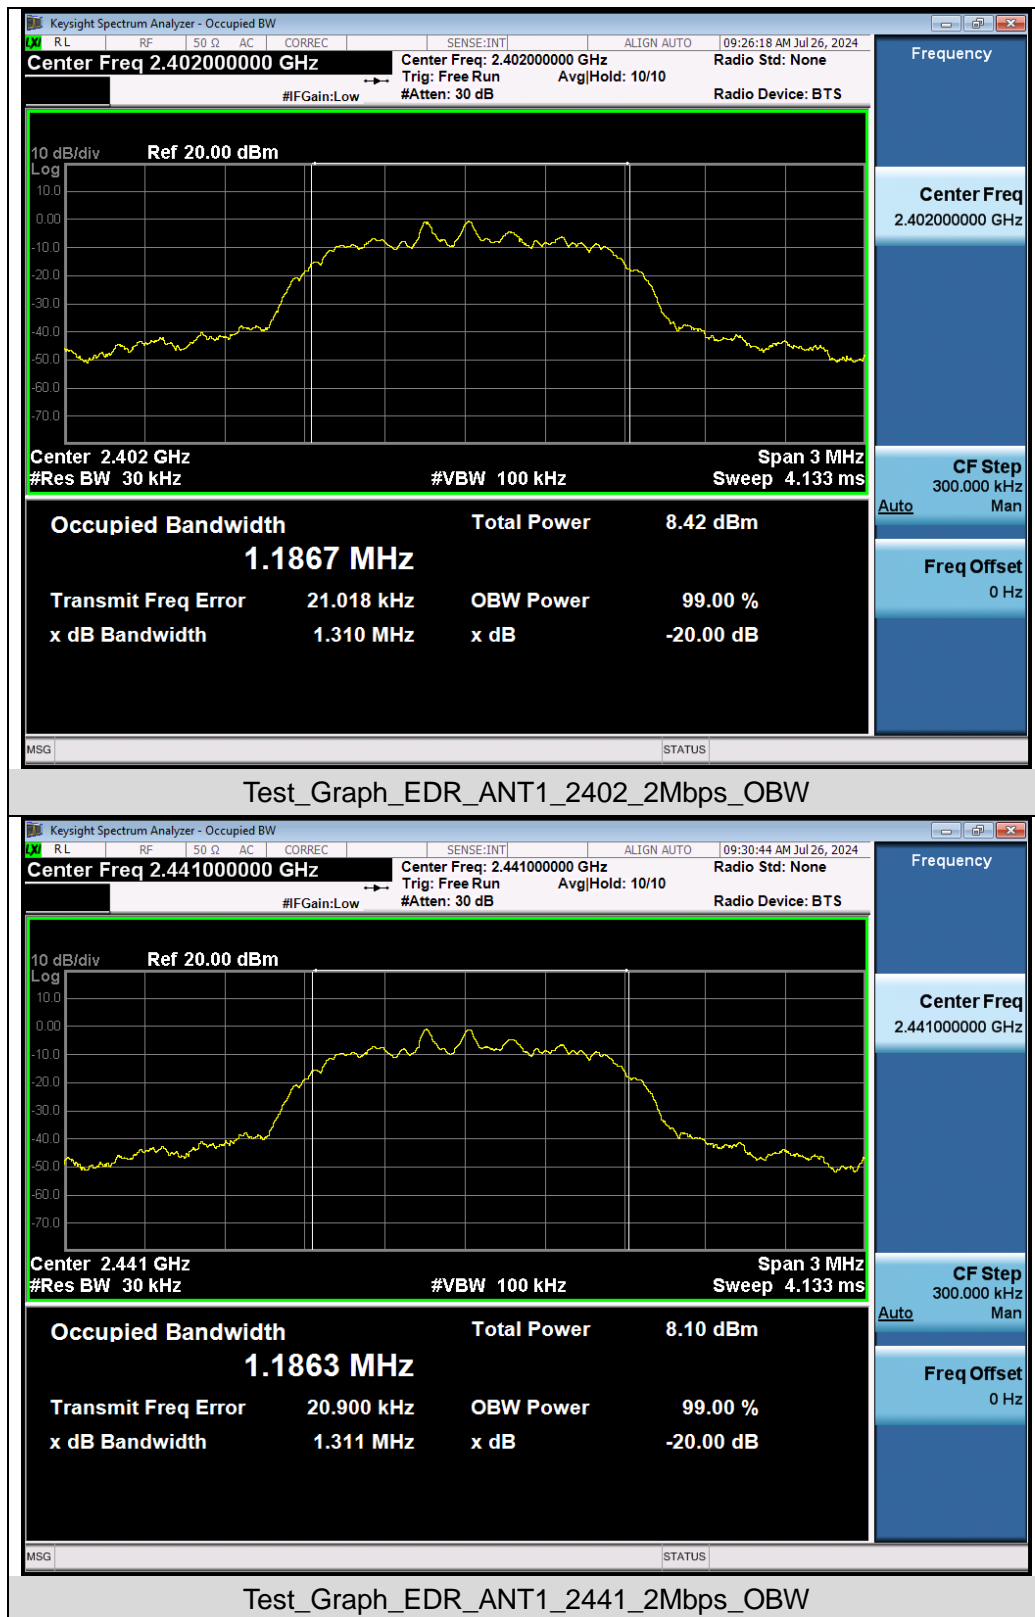 Keysight Spectrum Analyzer - Occupied BW
LXI RL RF 50 Ω AC CORREC SENSE:INT ALIGN AUTO 09:26:18 AM Jul 26, 2024
Center Freq 2.402000000 GHz
Center Freq: 2.402000000 GHz
Radio Std: None
Trig: Free Run Avg|Hold: 10/10
#IFGain:Low
#Atten: 30 dB
Radio Device: BTS
Frequency
10 dB/div Ref 20.00 dBm
Log
10.0
0.00
-10.0
-20.0
-30.0
-40.0
-50.0
-60.0
-70.0
Center Freq
2.402000000 GHz
Center 2.402 GHz Span 3 MHz
#Res BW 30 kHz #VBW 100 kHz Sweep 4.133 ms
CF Step
300.000 kHz
Auto Man
Occupied Bandwidth Total Power 8.42 dBm
1.1867 MHz
Transmit Freq Error 21.018 kHz OBW Power 99.00 %
x dB Bandwidth 1.310 MHz x dB -20.00 dB
Freq Offset
0 Hz
MSG STATUS
Test_Graph_EDR_ANT1_2402_2Mbps_OBW
Keysight Spectrum Analyzer - Occupied BW
LXI RL RF 50 Ω AC CORREC SENSE:INT ALIGN AUTO 09:30:44 AM Jul 26, 2024
Center Freq 2.441000000 GHz
Center Freq: 2.441000000 GHz
Radio Std: None
Trig: Free Run Avg|Hold: 10/10
#IFGain:Low
#Atten: 30 dB
Radio Device: BTS
Frequency
10 dB/div Ref 20.00 dBm
Log
10.0
0.00
-10.0
-20.0
-30.0
-40.0
-50.0
-60.0
-70.0
Center Freq
2.441000000 GHz
Center 2.441 GHz Span 3 MHz
#Res BW 30 kHz #VBW 100 kHz Sweep 4.133 ms
CF Step
300.000 kHz
Auto Man
Occupied Bandwidth Total Power 8.10 dBm
1.1863 MHz
Transmit Freq Error 20.900 kHz OBW Power 99.00 %
x dB Bandwidth 1.311 MHz x dB -20.00 dB
Freq Offset
0 Hz
MSG STATUS
Test_Graph_EDR_ANT1_2441_2Mbps_OBW